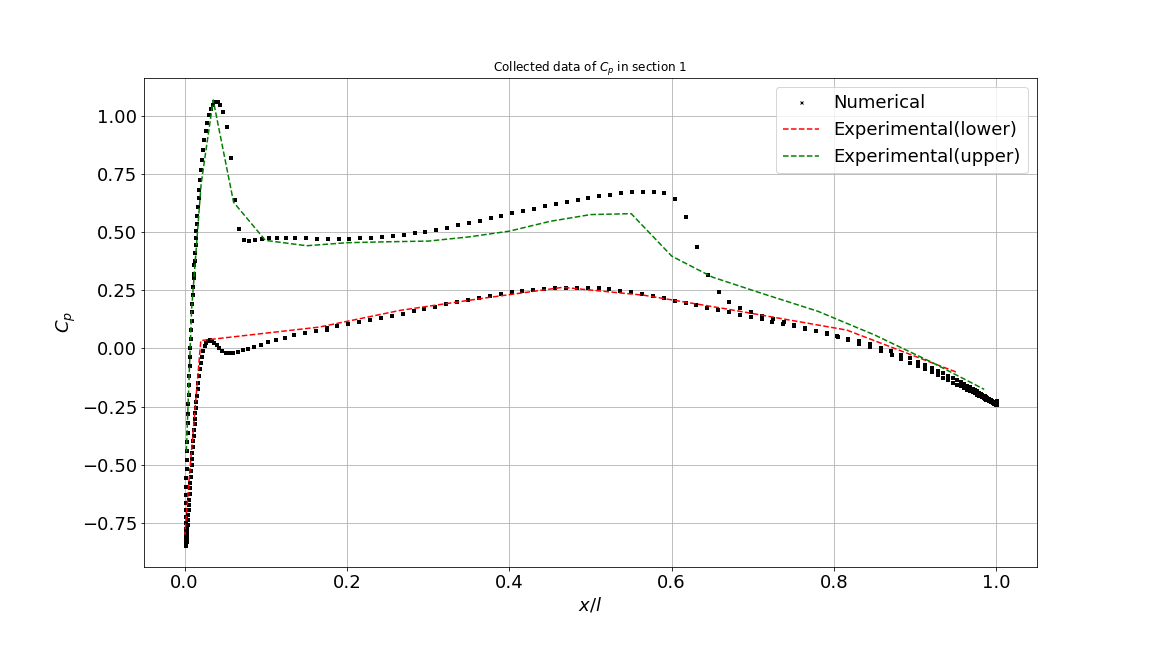 Collected data of C_p in section 1
Numerical
Experimental(lower)
Experimental(upper)
1.00
0.75
0.50
0.25
0.00
−0.25
−0.50
−0.75
C_p
0.0 0.2 0.4 0.6 0.8 1.0
x/l